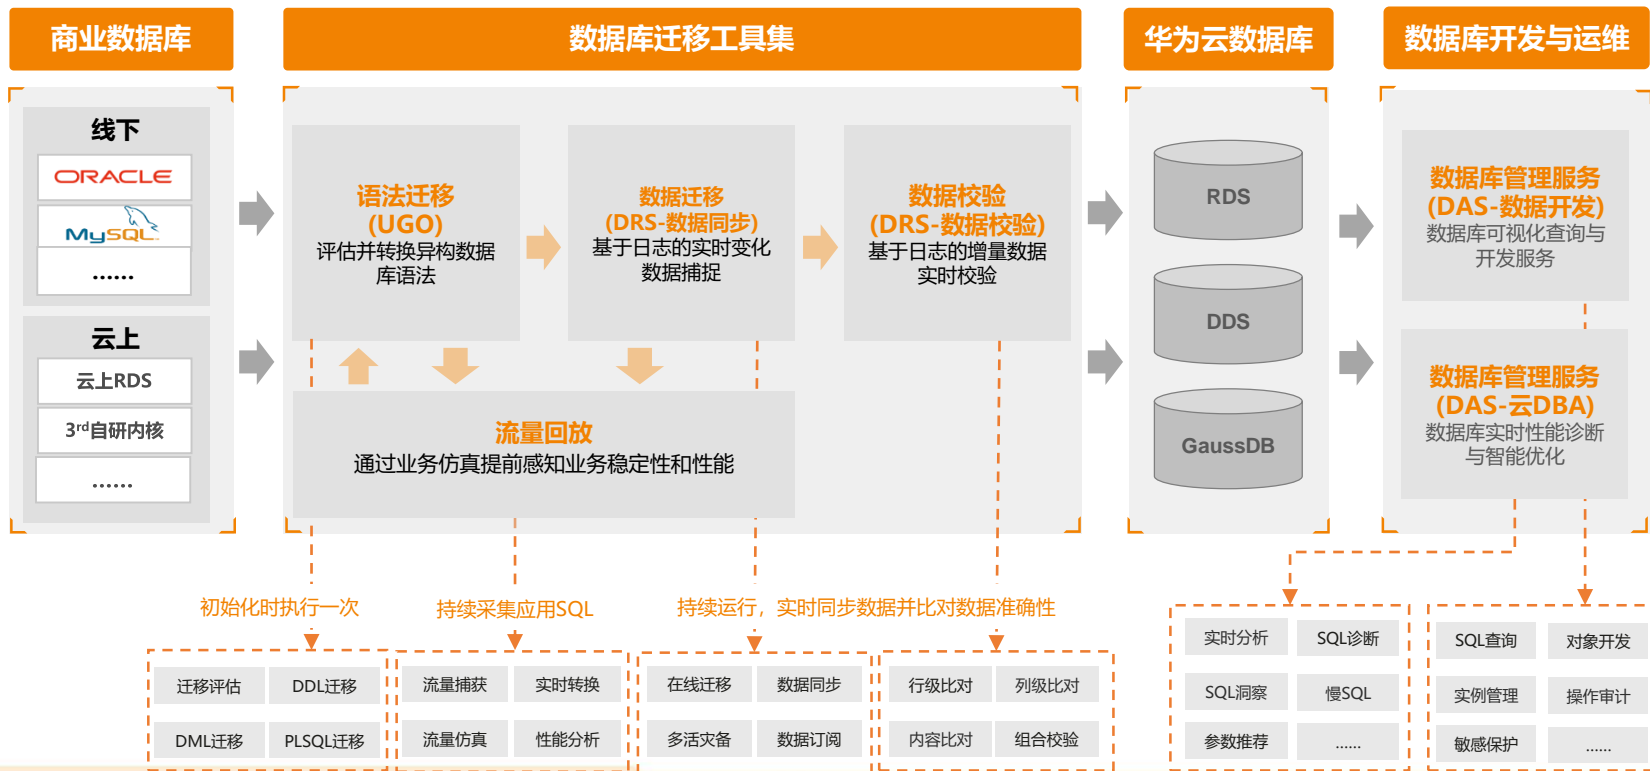 商业数据库
数据库迁移工具集
华为云数据库
数据库开发与运维
线下
ORACLE
MySQL
......
云上
云上RDS
3rd自研内核
......
语法迁移
(UGO)
评估并转换异构数据
库语法
数据迁移
(DRS-数据同步)
基于日志的实时变化
数据捕捉
数据校验
(DRS-数据校验)
基于日志的增量数据
实时校验
流量回放
通过业务仿真提前感知业务稳定性和性能
RDS
DDS
GaussDB
数据库管理服务
(DAS-数据开发)
数据库可视化查询与
开发服务
数据库管理服务
(DAS-云DBA)
数据库实时性能诊断
与智能优化
初始化时执行一次
持续采集应用SQL
持续运行，实时同步数据并比对数据准确性
迁移评估
DDL迁移
DML迁移
PLSQL迁移
流量捕获
实时转换
流量仿真
性能分析
在线迁移
数据同步
多活灾备
数据订阅
行级比对
列级比对
内容比对
组合校验
实时分析
SQL诊断
SQL洞察
慢SQL
参数推荐
......
SQL查询
对象开发
实例管理
操作审计
敏感保护
......